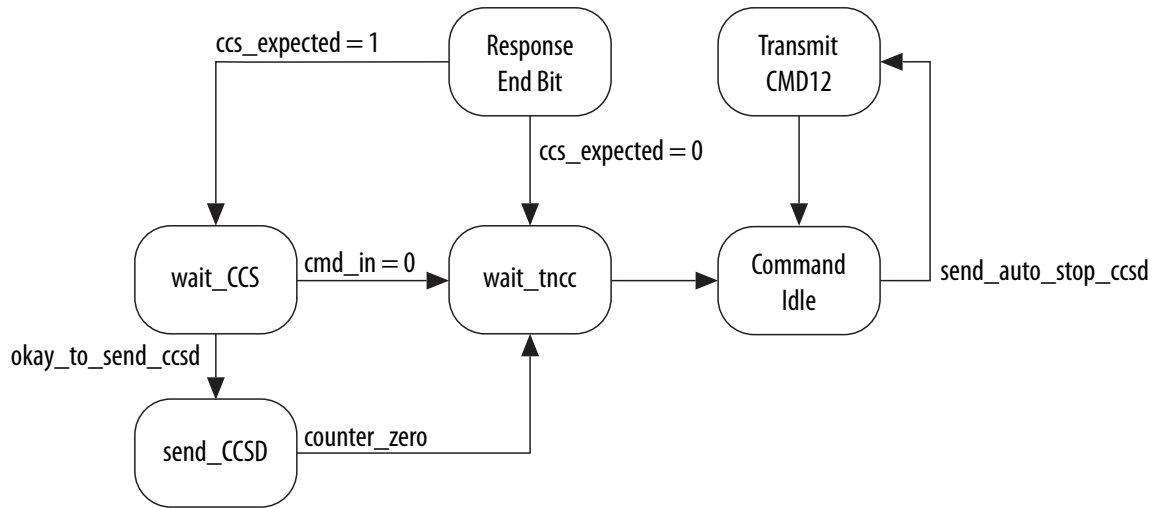 ccs_expected = 1
Response
End Bit
Transmit
CMD12
ccs_expected = 0
wait_CCS
cmd_in = 0
wait_tncc
Command
Idle
send_auto_stop_ccsd
okay_to_send_ccsd
send_CCSD
counter_zero